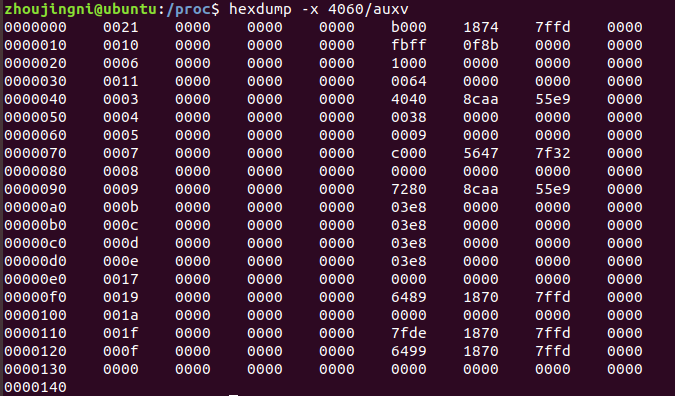 zhoujingni@ubuntu:/proc$ hexdump -x 4060/auxv
0000000 0021 0000 0000 0000 b000 1874 7ffd 0000
0000010 0010 0000 0000 0000 fbff 0f8b 0000 0000
0000020 0006 0000 0000 0000 1000 0000 0000 0000
0000030 0011 0000 0000 0000 0064 0000 0000 0000
0000040 0003 0000 0000 0000 4040 8caa 55e9 0000
0000050 0004 0000 0000 0000 0038 0000 0000 0000
0000060 0005 0000 0000 0000 0009 0000 0000 0000
0000070 0007 0000 0000 0000 c000 5647 7f32 0000
0000080 0008 0000 0000 0000 0000 0000 0000 0000
0000090 0009 0000 0000 0000 7280 8caa 55e9 0000
00000a0 000b 0000 0000 0000 03e8 0000 0000 0000
00000b0 000c 0000 0000 0000 03e8 0000 0000 0000
00000c0 000d 0000 0000 0000 03e8 0000 0000 0000
00000d0 000e 0000 0000 0000 03e8 0000 0000 0000
00000e0 0017 0000 0000 0000 0000 0000 0000 0000
00000f0 0019 0000 0000 0000 6489 1870 7ffd 0000
0000100 001a 0000 0000 0000 0000 0000 0000 0000
0000110 001f 0000 0000 0000 7fde 1870 7ffd 0000
0000120 000f 0000 0000 0000 6499 1870 7ffd 0000
0000130 0000 0000 0000 0000 0000 0000 0000 0000
0000140